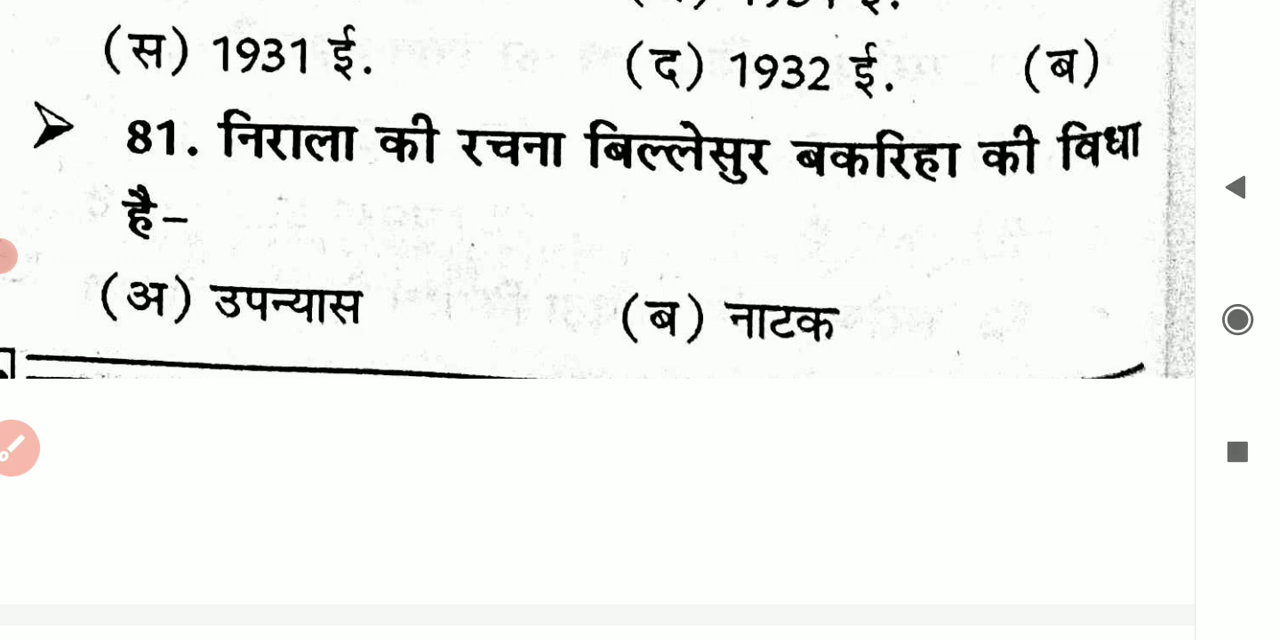 (स) 1931 ई. (द) 1932 ई. (ब)
81. निराला की रचना बिल्लेसुर बकरिहा की विधा
है–
(अ) उपन्यास (ब) नाटक